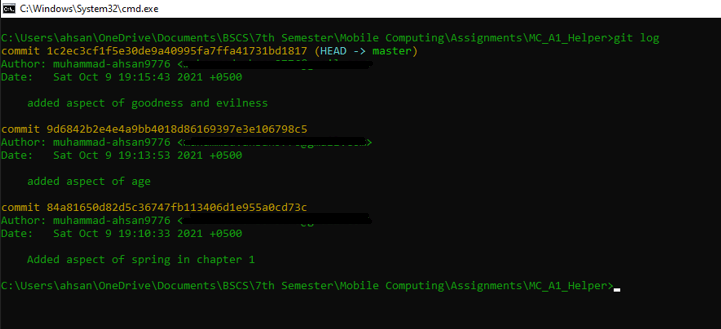 C:\Windows\System32\cmd.exe
C:\Users\ahsan\OneDrive\Documents\BSCS\7th Semester\Mobile Computing\Assignments\MC_A1_Helper>git log
commit 1c2ec3cf1f5e30de9a40995fa7ffa41731bd1817 (HEAD -> master)
Author: muhammad-ahsan9776 <
Date:   Sat Oct 9 19:15:43 2021 +0500
added aspect of goodness and evilness
commit 9d6842b2e4e4a9bb4018d86169397e3e106798c5
Author: muhammad-ahsan9776 < >
Date:   Sat Oct 9 19:13:53 2021 +0500
added aspect of age
commit 84a81650d82d5c36747fb113406d1e955a0cd73c
Author: muhammad-ahsan9776 <
Date:   Sat Oct 9 19:10:33 2021 +0500
Added aspect of spring in chapter 1
C:\Users\ahsan\OneDrive\Documents\BSCS\7th Semester\Mobile Computing\Assignments\MC_A1_Helper>